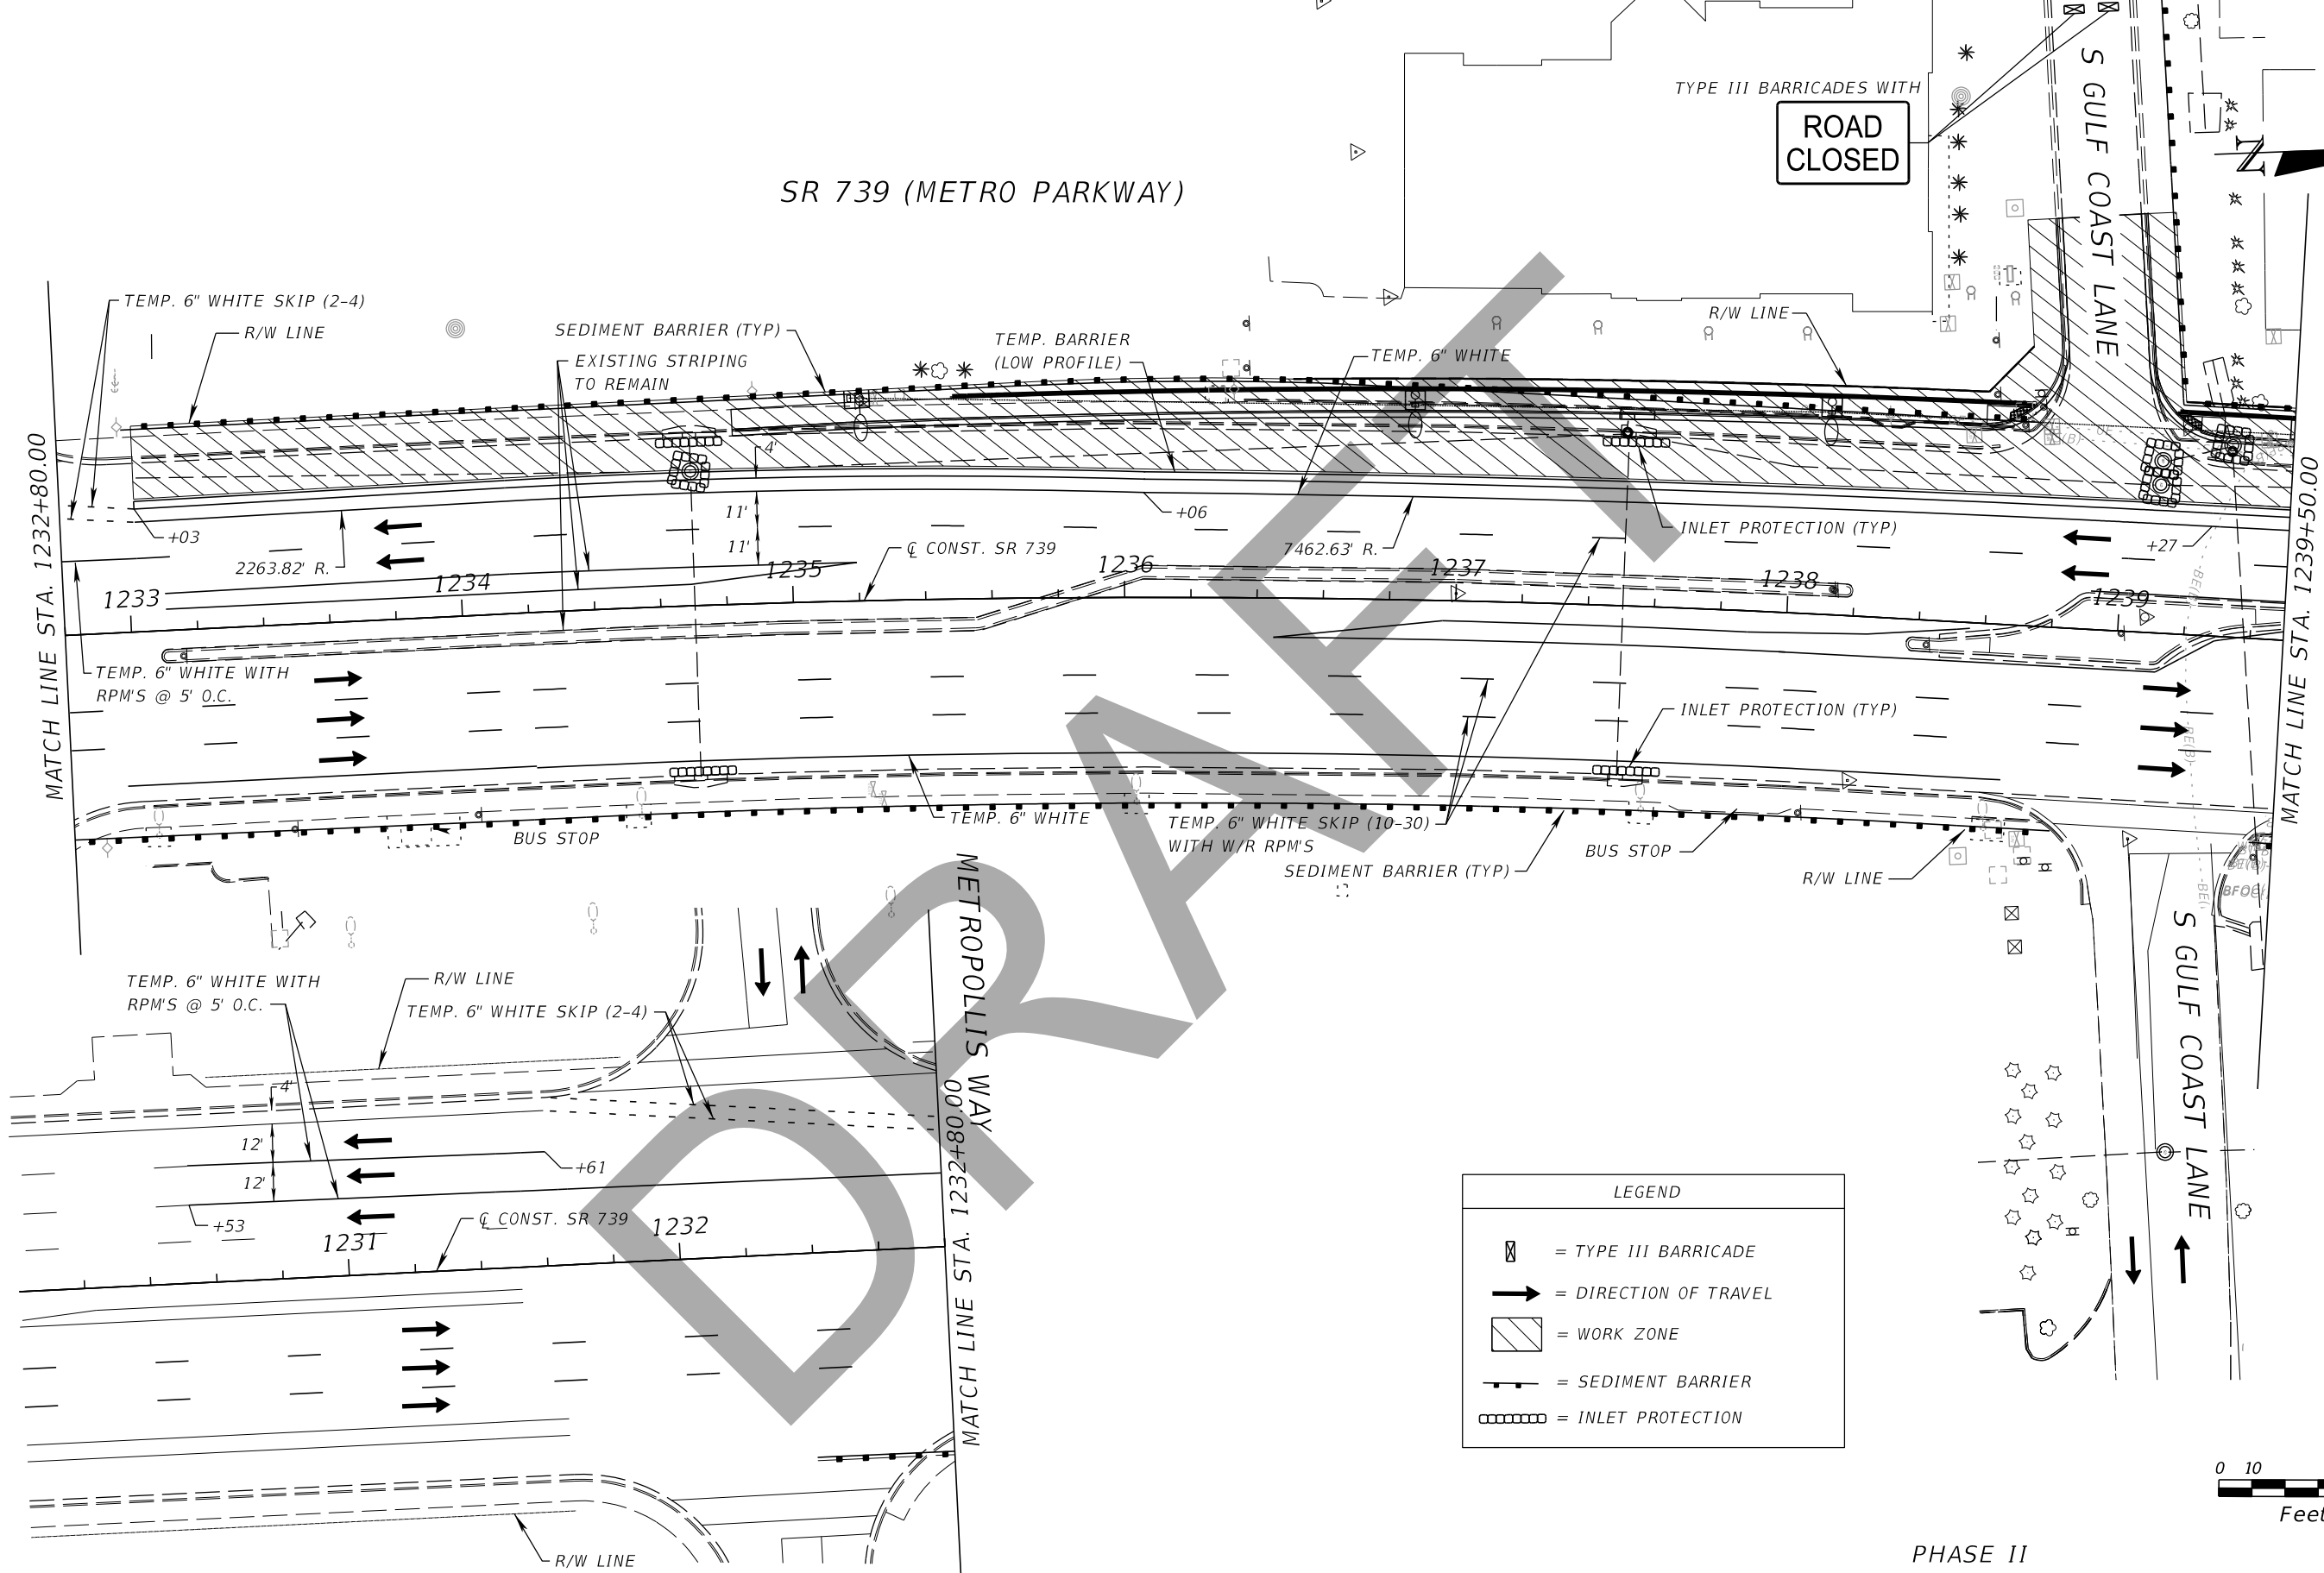 TYPE III BARRICADES WITH
ROAD
CLOSED
S GULF COAST LANE
N
SR 739 (METRO PARKWAY)
TEMP. 6" WHITE SKIP (2-4)
R/W LINE
SEDIMENT BARRIER (TYP)
EXISTING STRIPING
TO REMAIN
TEMP. BARRIER
(LOW PROFILE)
TEMP. 6" WHITE
R/W LINE
MATCH LINE STA. 1232+80.00
MATCH LINE STA. 1239+50.00
4'
11'
11'
+03
+06
+27
2263.82' R.
7462.63' R.
℄ CONST. SR 739
INLET PROTECTION (TYP)
1233
1234
1235
1236
1237
1238
1239
TEMP. 6" WHITE WITH
RPM'S @ 5' O.C.
INLET PROTECTION (TYP)
BUS STOP
TEMP. 6" WHITE
TEMP. 6" WHITE SKIP (10-30)
WITH W/R RPM'S
SEDIMENT BARRIER (TYP)
BUS STOP
R/W LINE
METROPOLLIS WAY
S GULF COAST LANE
TEMP. 6" WHITE WITH
RPM'S @ 5' O.C.
R/W LINE
TEMP. 6" WHITE SKIP (2-4)
4'
12'
12'
+61
+53
℄ CONST. SR 739
1231
1232
MATCH LINE STA. 1232+80.00
R/W LINE
DRAFT
LEGEND
= TYPE III BARRICADE
= DIRECTION OF TRAVEL
= WORK ZONE
= SEDIMENT BARRIER
= INLET PROTECTION
0 10
Feet
PHASE II